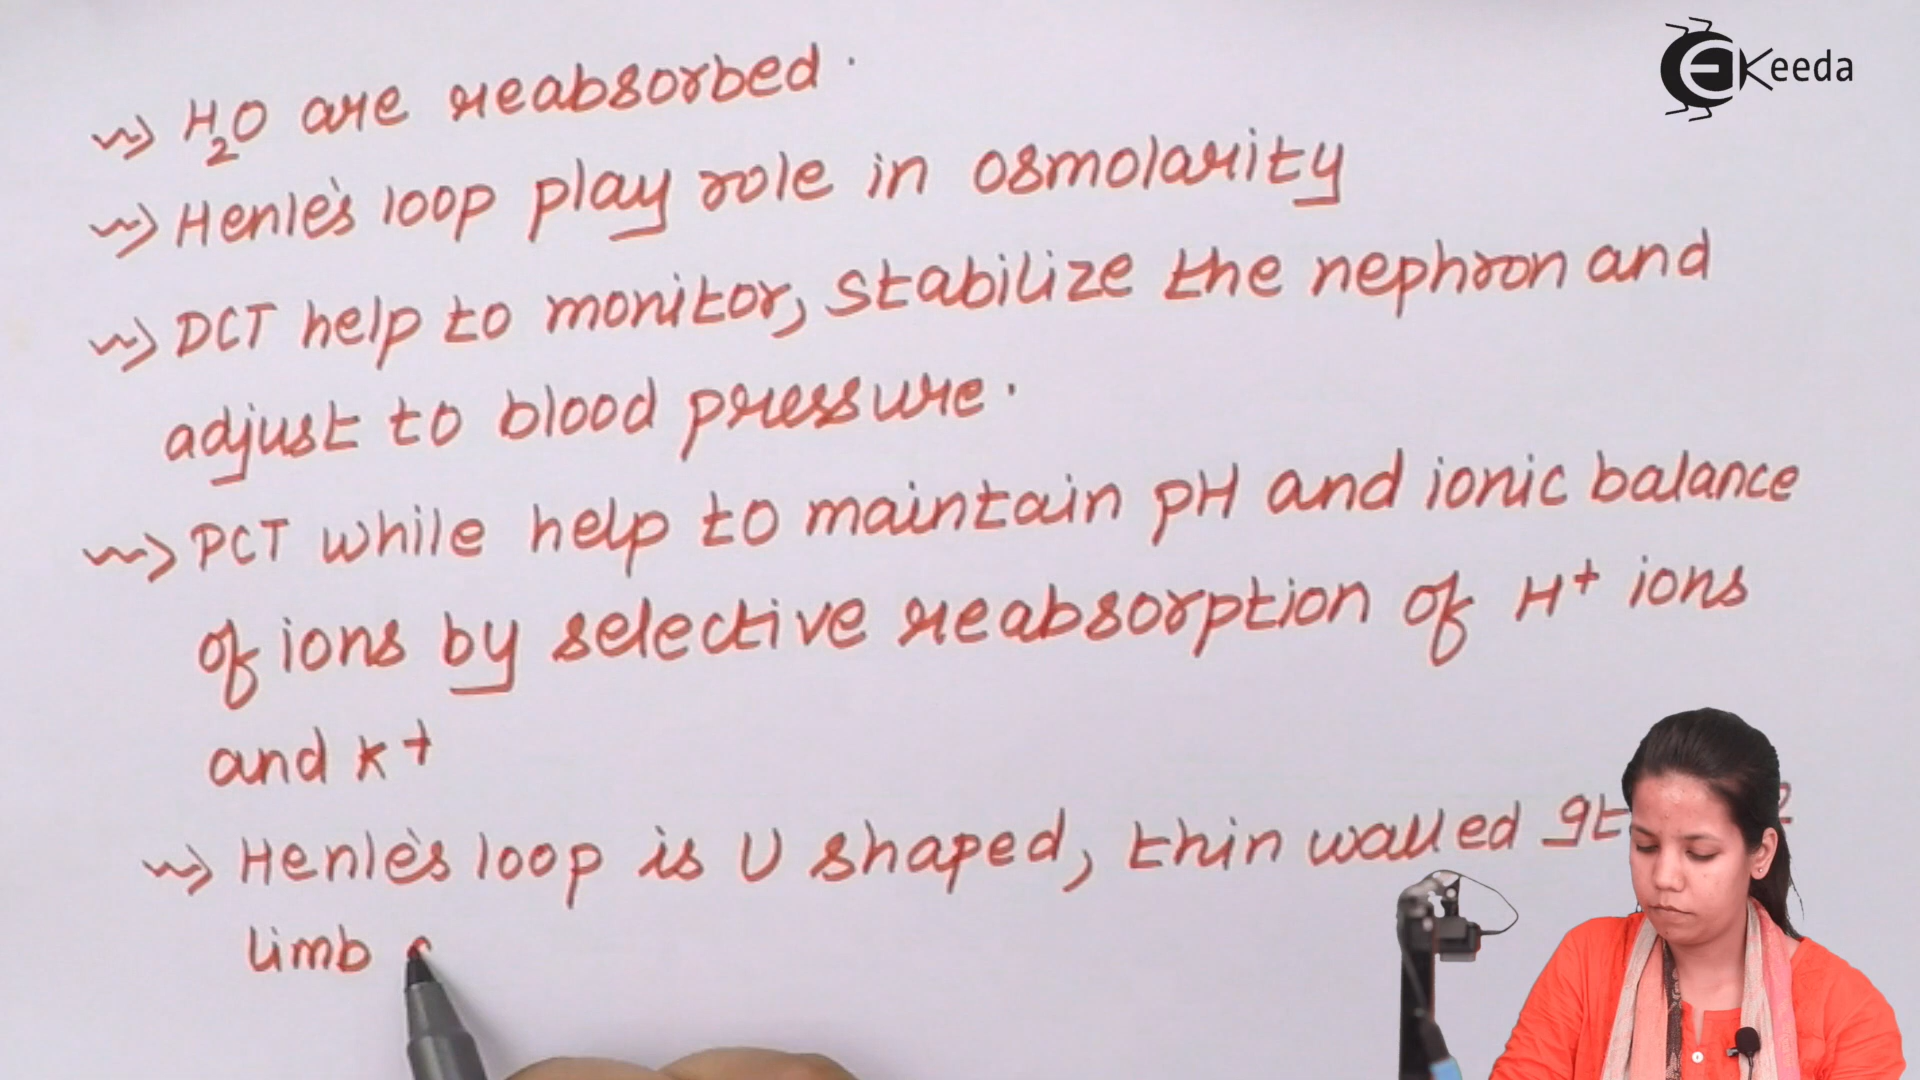 EKeeda
⇝ H₂O are reabsorbed.
⇝ Henle's loop play role in osmolarity
⇝ DCT help to monitor, stabilize the nephron and
adjust to blood pressure.
⇝ PCT while help to maintain pH and ionic balance
of ions by selective reabsorption of H⁺ ions
and K⁺
⇝ Henle's loop is U shaped, thin walled
limb